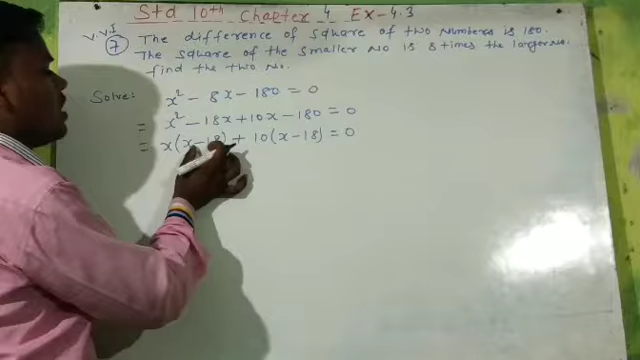 Std 10th Chapter 4 Ex-4.3
V.V.I
7 The difference of square of two numbers is 180.
The square of the smaller no is 8 times the larger no.
find the two no.
Solve: x² - 8x - 180 = 0
= x² - 18x + 10x - 180 = 0
= x(x-18) + 10(x-18) = 0